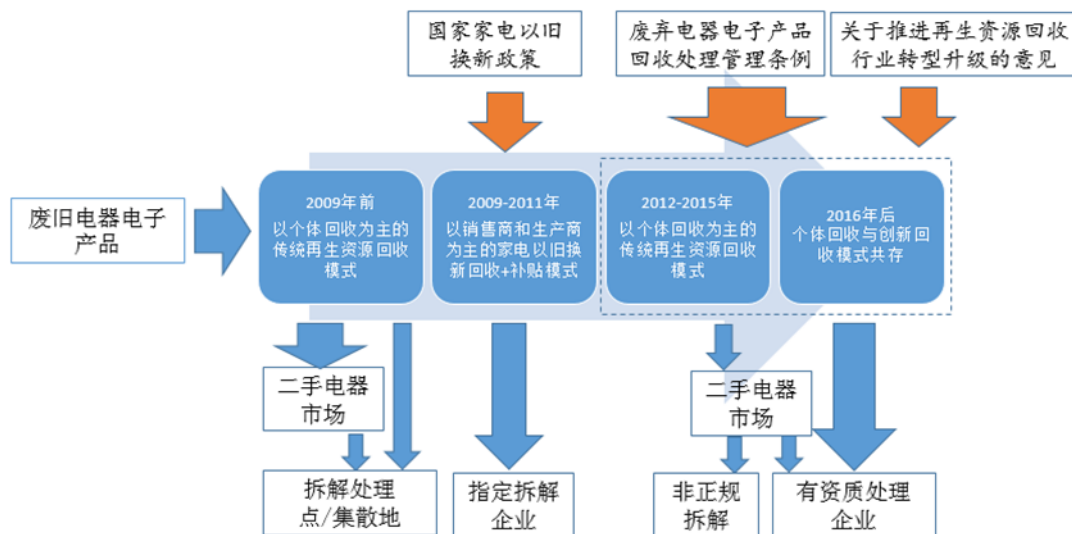 国家家电以旧
换新政策
废弃电器电子产品
回收处理管理条例
关于推进再生资源回收
行业转型升级的意见
废旧电器电子
产品
2009年前
以个体回收为主的
传统再生资源回收
模式
2009-2011年
以销售商和生产商
为主的家电以旧换
新回收+补贴模式
2012-2015年
以个体回收为主的
传统再生资源回收
模式
2016年后
个体回收与创新回
收模式共存
二手电器
市场
二手电器
市场
拆解处理
点/集散地
指定拆解
企业
非正规
拆解
有资质处理
企业